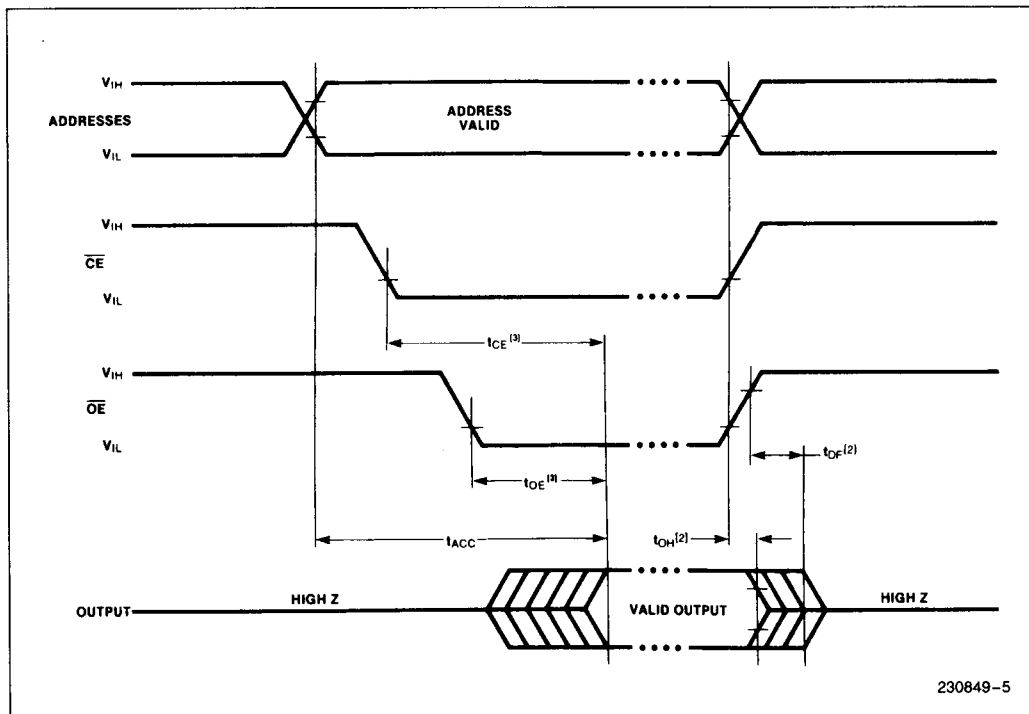 VIH
ADDRESSES
ADDRESS
VALID
VIL
VIH
CE
VIL
tCE[3]
VIH
OE
VIL
tDF[2]
tOE[3]
tACC
tOH[2]
HIGH Z
OUTPUT
VALID OUTPUT
HIGH Z
230849-5